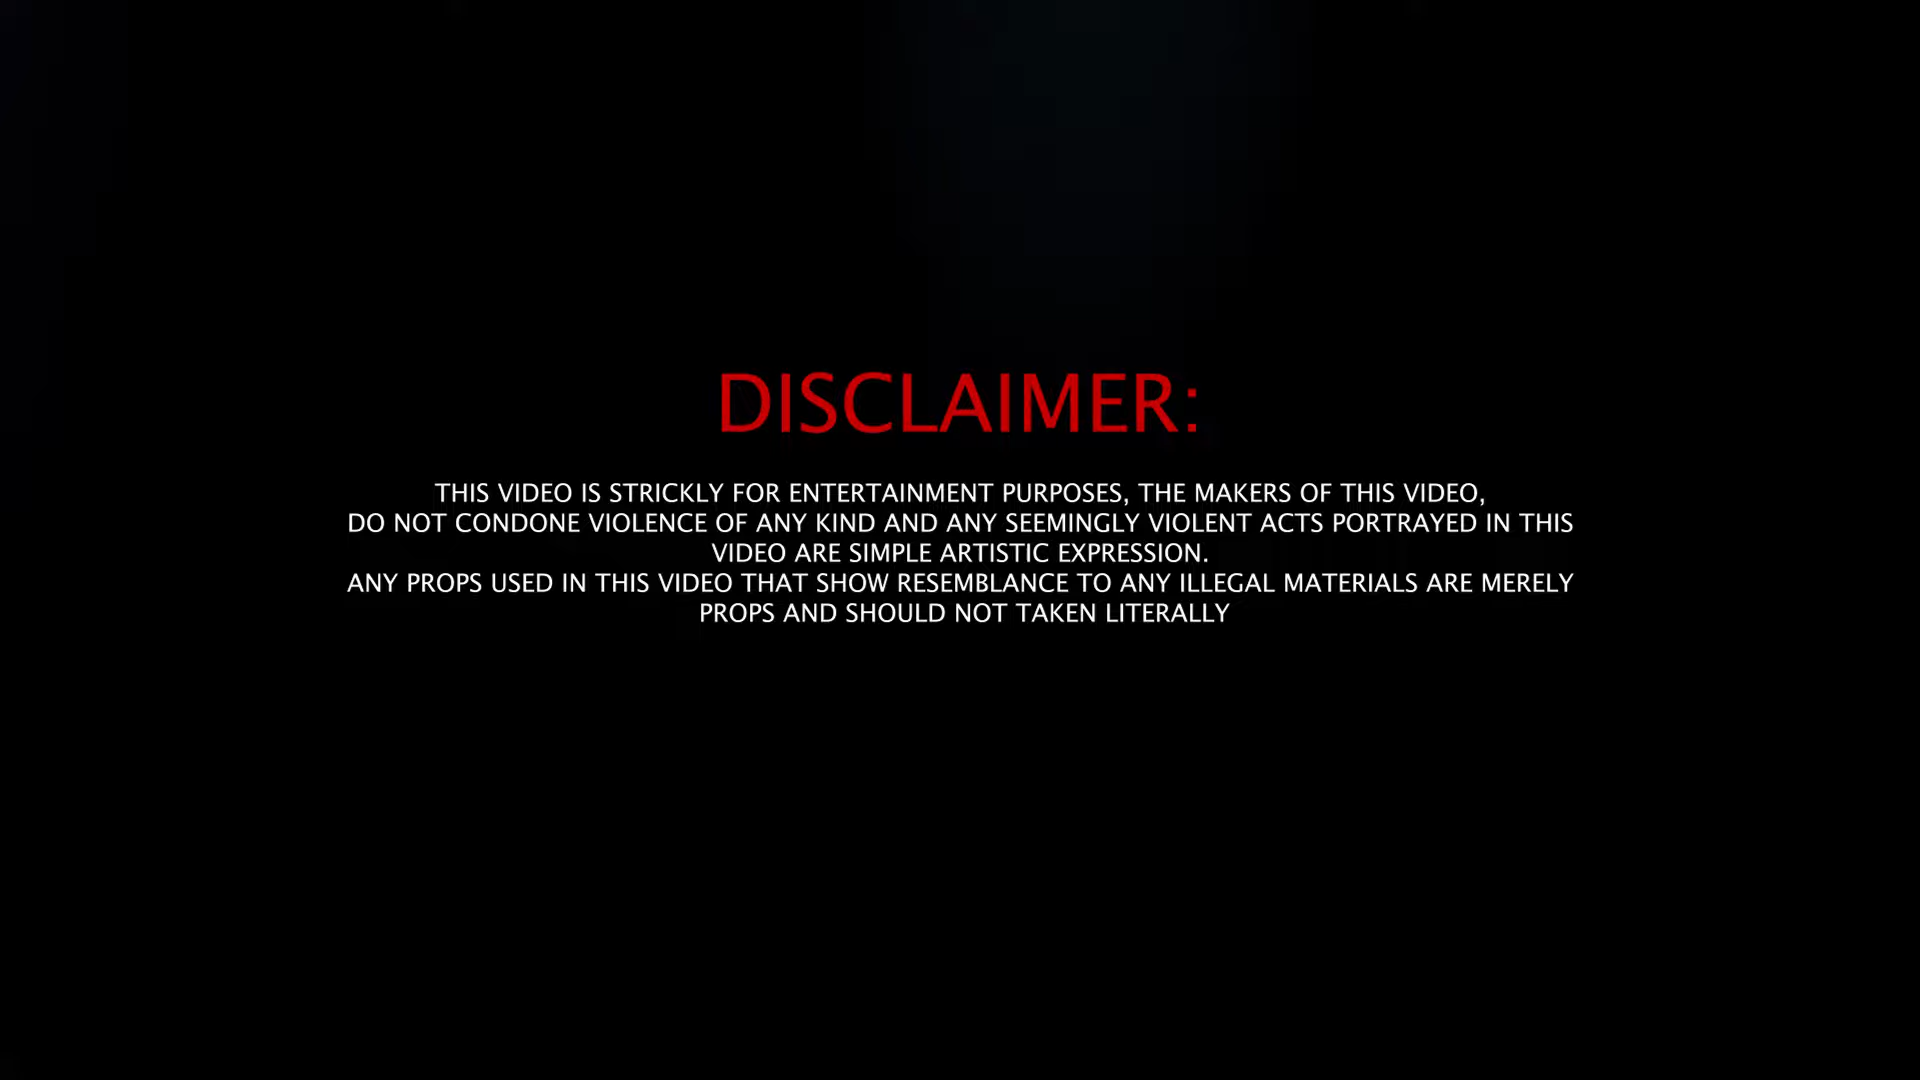 DISCLAIMER:
THIS VIDEO IS STRICKLY FOR ENTERTAINMENT PURPOSES, THE MAKERS OF THIS VIDEO,
DO NOT CONDONE VIOLENCE OF ANY KIND AND ANY SEEMINGLY VIOLENT ACTS PORTRAYED IN THIS
VIDEO ARE SIMPLE ARTISTIC EXPRESSION.
ANY PROPS USED IN THIS VIDEO THAT SHOW RESEMBLANCE TO ANY ILLEGAL MATERIALS ARE MERELY
PROPS AND SHOULD NOT TAKEN LITERALLY